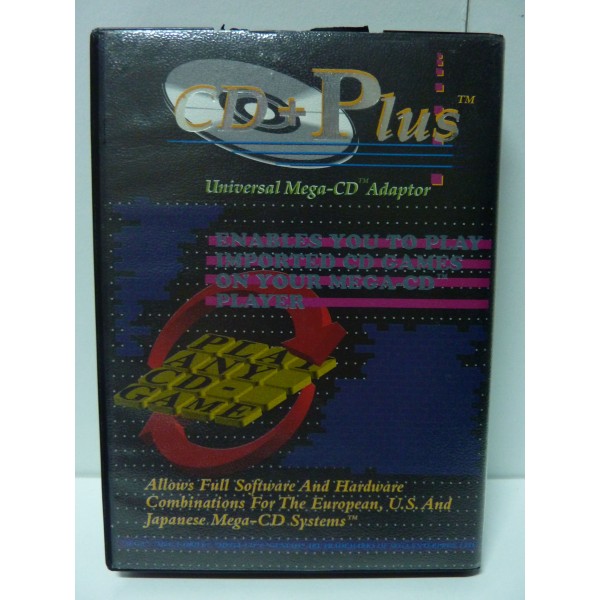 CD+Plus™
Universal Mega-CD™ Adaptor
ENABLES YOU TO PLAY
IMPORTED CD GAMES
ON YOUR MEGA-CD
PLAYER
PLAY
ANY
CD-
GAME
Allows Full Software And Hardware
Combinations For The European, U.S. And
Japanese Mega-CD Systems™